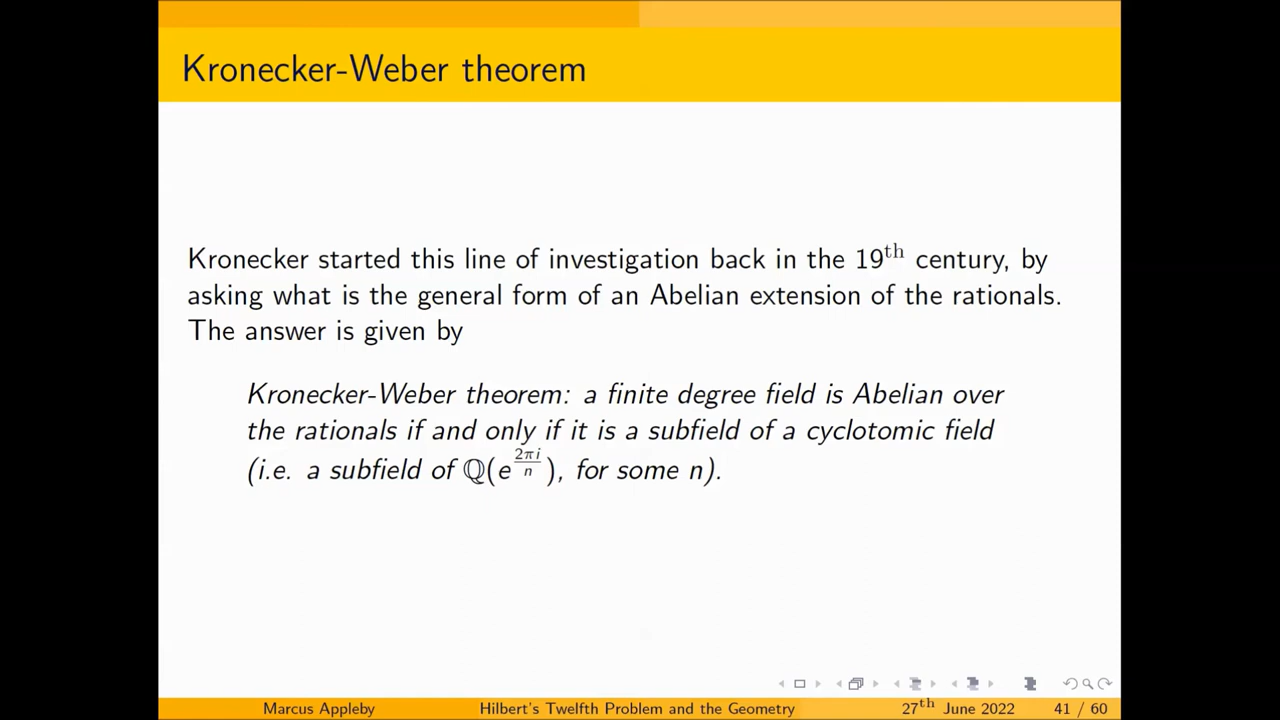 Kronecker-Weber theorem
Kronecker started this line of investigation back in the 19th century, by
asking what is the general form of an Abelian extension of the rationals.
The answer is given by
Kronecker-Weber theorem: a finite degree field is Abelian over
the rationals if and only if it is a subfield of a cyclotomic field
(i.e. a subfield of ℚ(e^{2πi/n}), for some n).
Marcus Appleby Hilbert's Twelfth Problem and the Geometry 27th June 2022 41 / 60